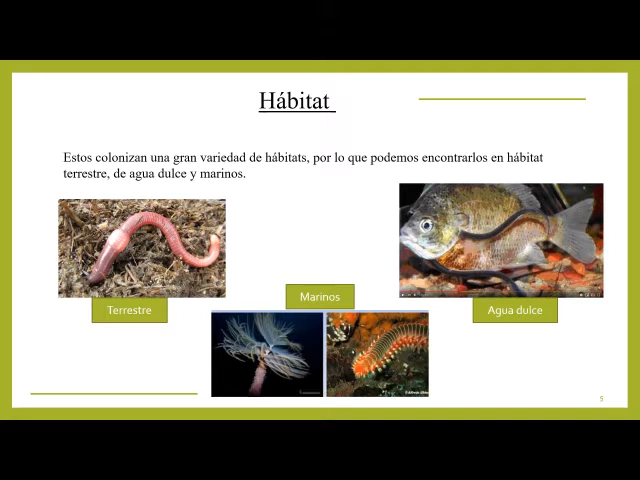 Hábitat
Estos colonizan una gran variedad de hábitats, por lo que podemos encontrarlos en hábitat
terrestre, de agua dulce y marinos.
Terrestre
Marinos
Agua dulce
5